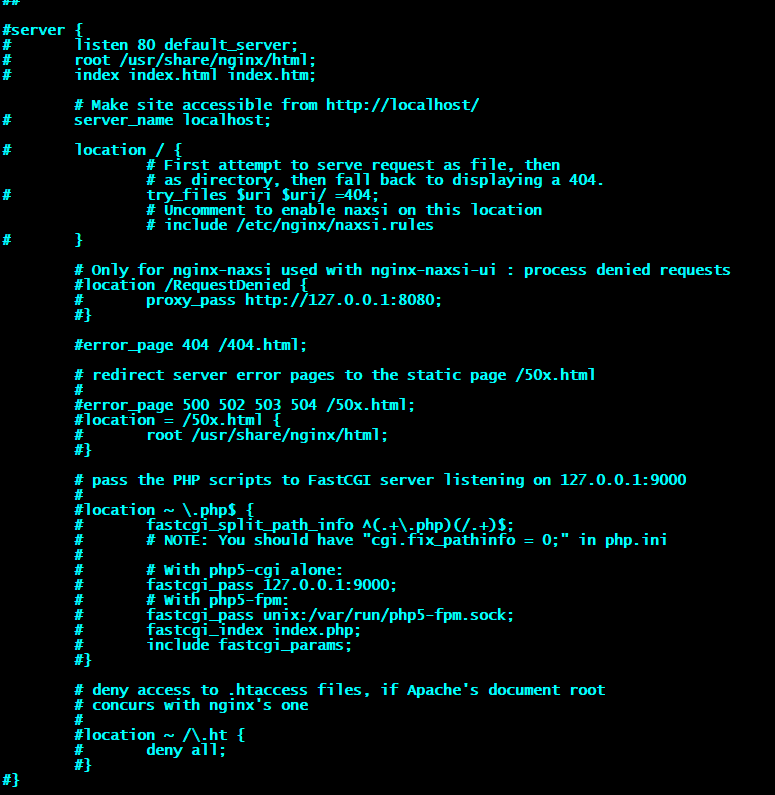 ##
#server {
#       listen 80 default_server;
#       root /usr/share/nginx/html;
#       index index.html index.htm;
        # Make site accessible from http://localhost/
#       server_name localhost;
#       location / {
                # First attempt to serve request as file, then
                # as directory, then fall back to displaying a 404.
#               try_files $uri $uri/ =404;
                # Uncomment to enable naxsi on this location
                # include /etc/nginx/naxsi.rules
#       }
        # Only for nginx-naxsi used with nginx-naxsi-ui : process denied requests
        #location /RequestDenied {
        #       proxy_pass http://127.0.0.1:8080;
        #}
        #error_page 404 /404.html;
        # redirect server error pages to the static page /50x.html
        #
        #error_page 500 502 503 504 /50x.html;
        #location = /50x.html {
        #       root /usr/share/nginx/html;
        #}
        # pass the PHP scripts to FastCGI server listening on 127.0.0.1:9000
        #
        #location ~ \.php$ {
        #       fastcgi_split_path_info ^(.+\.php)(/.+)$;
        #       # NOTE: You should have "cgi.fix_pathinfo = 0;" in php.ini
        #
        #       # With php5-cgi alone:
        #       fastcgi_pass 127.0.0.1:9000;
        #       # With php5-fpm:
        #       fastcgi_pass unix:/var/run/php5-fpm.sock;
        #       fastcgi_index index.php;
        #       include fastcgi_params;
        #}
        # deny access to .htaccess files, if Apache's document root
        # concurs with nginx's one
        #
        #location ~ /\.ht {
        #       deny all;
        #}
#}